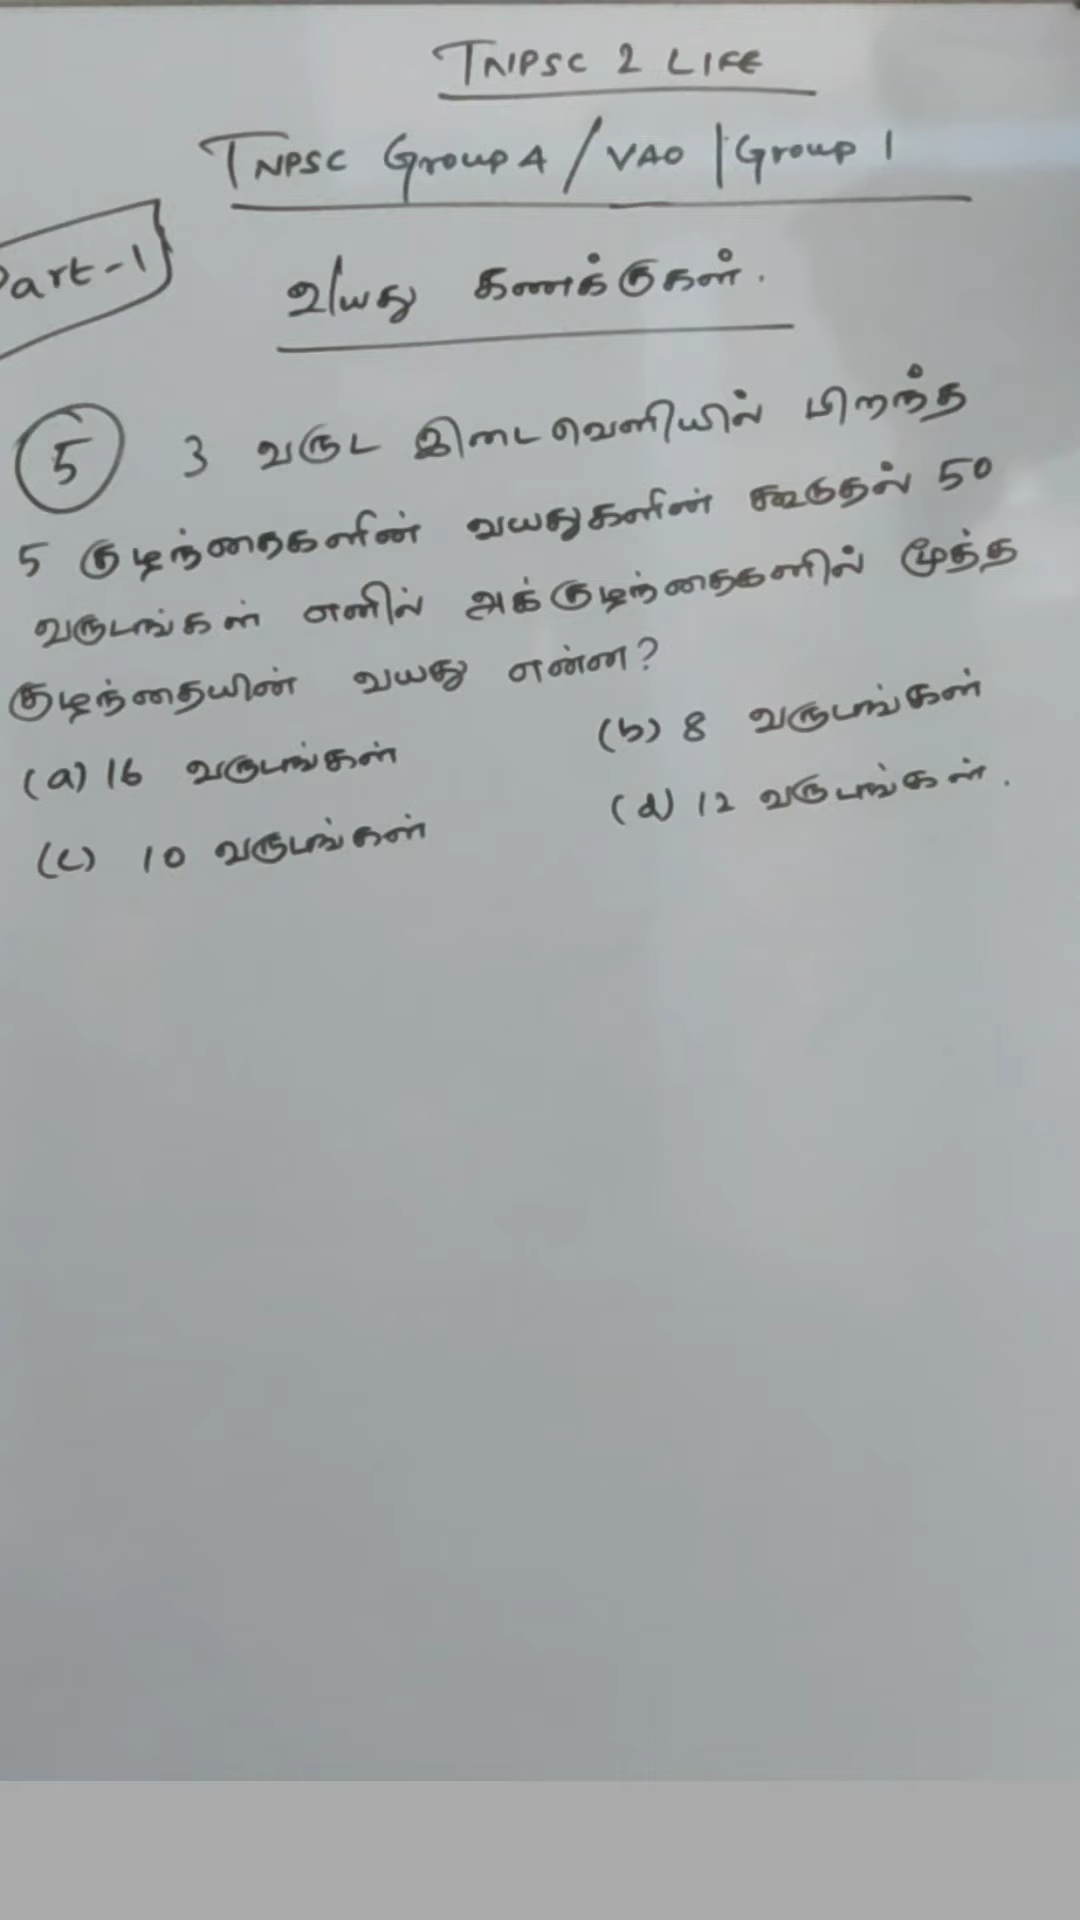 TNPSC 2 LIFE
TNPSC Group 4 / VAO | Group 1
Part-1
வயது கணக்குகள்.
5 3 வருட இடைவெளியில் பிறந்த
5 குழந்தைகளின் வயதுகளின் கூடுதல் 50
வருடங்கள் எனில் அக்குழந்தைகளில் மூத்த
குழந்தையின் வயது என்ன?
(a) 16 வருடங்கள் (b) 8 வருடங்கள்
(c) 10 வருடங்கள் (d) 12 வருடங்கள்.